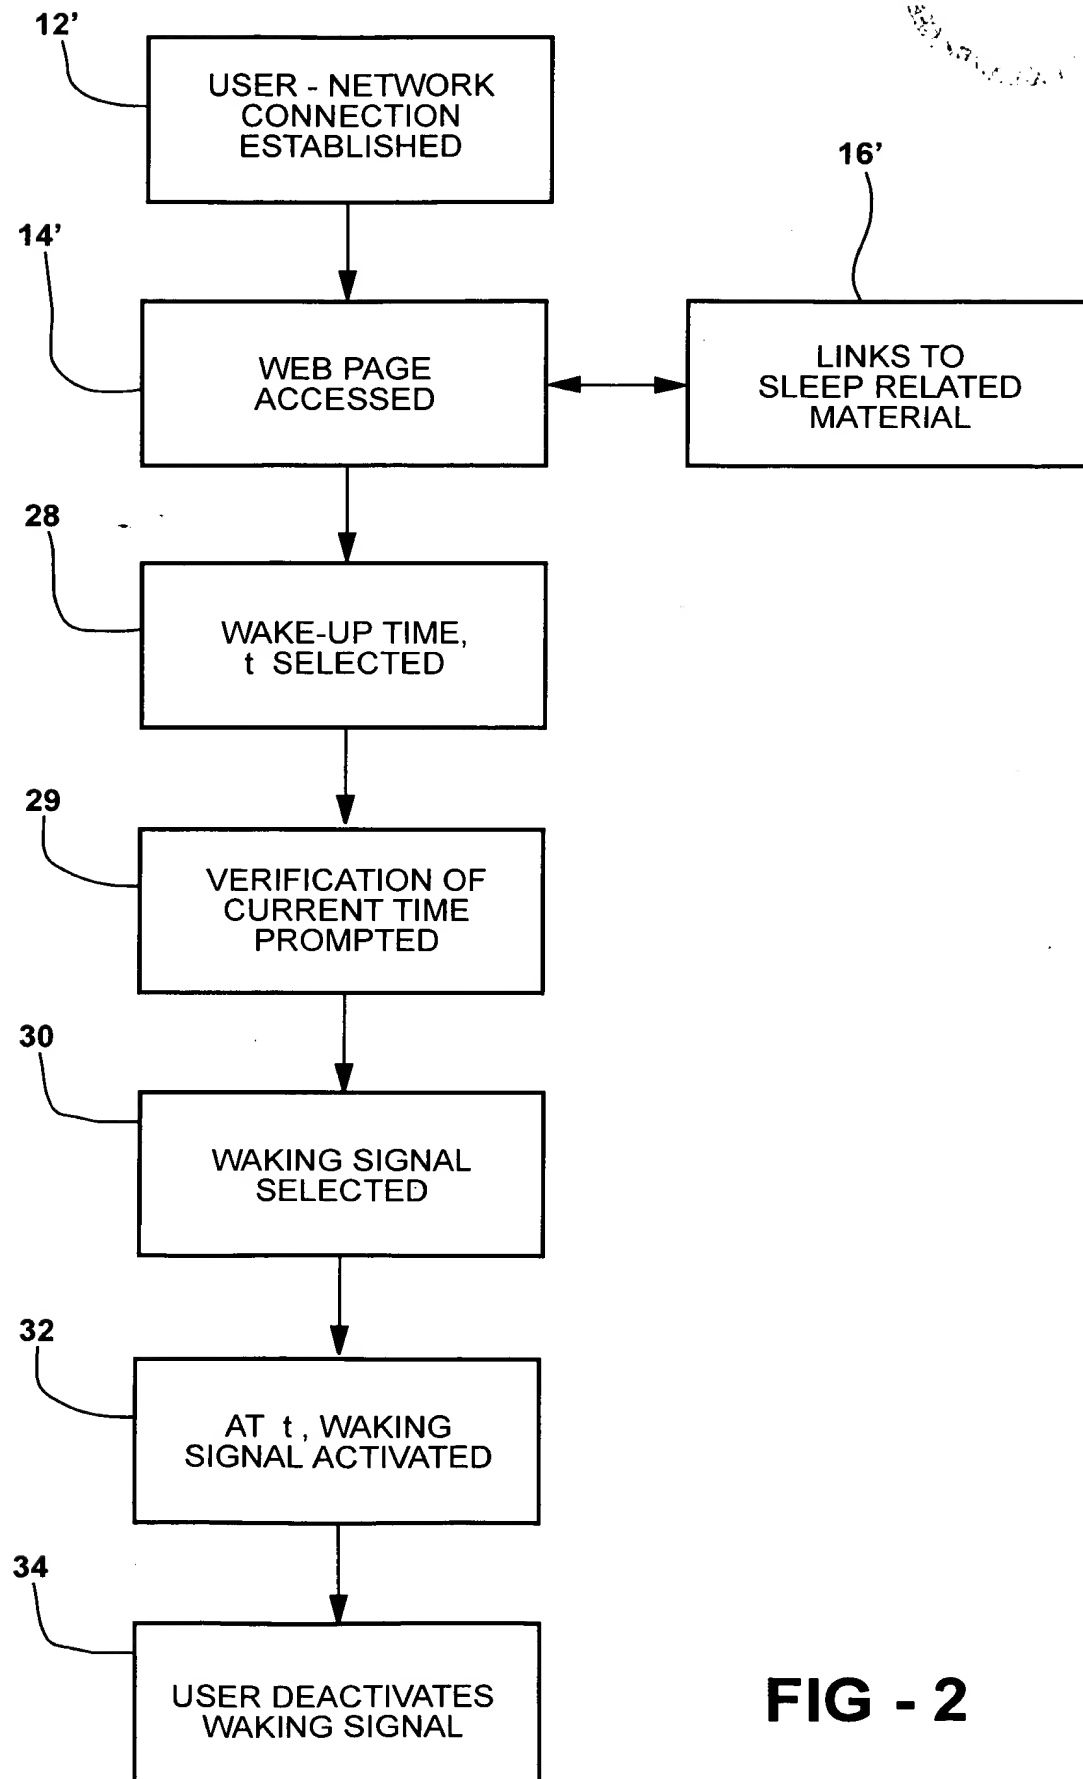 12'
USER - NETWORK
CONNECTION
ESTABLISHED
16'
14'
WEB PAGE
ACCESSED
LINKS TO
SLEEP RELATED
MATERIAL
28
WAKE-UP TIME,
t SELECTED
29
VERIFICATION OF
CURRENT TIME
PROMPTED
30
WAKING SIGNAL
SELECTED
32
AT t, WAKING
SIGNAL ACTIVATED
34
USER DEACTIVATES
WAKING SIGNAL
FIG - 2